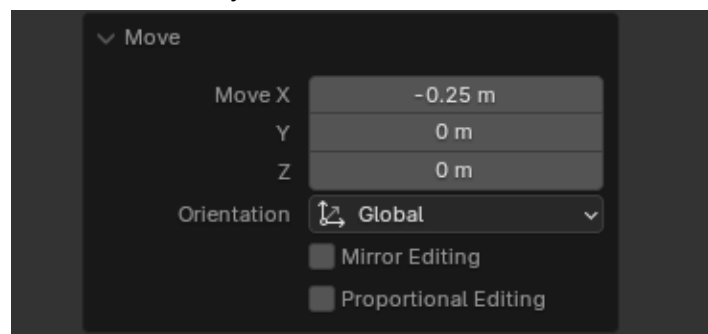 Move
Move X -0.25 m
Y 0 m
Z 0 m
Orientation Global
Mirror Editing
Proportional Editing